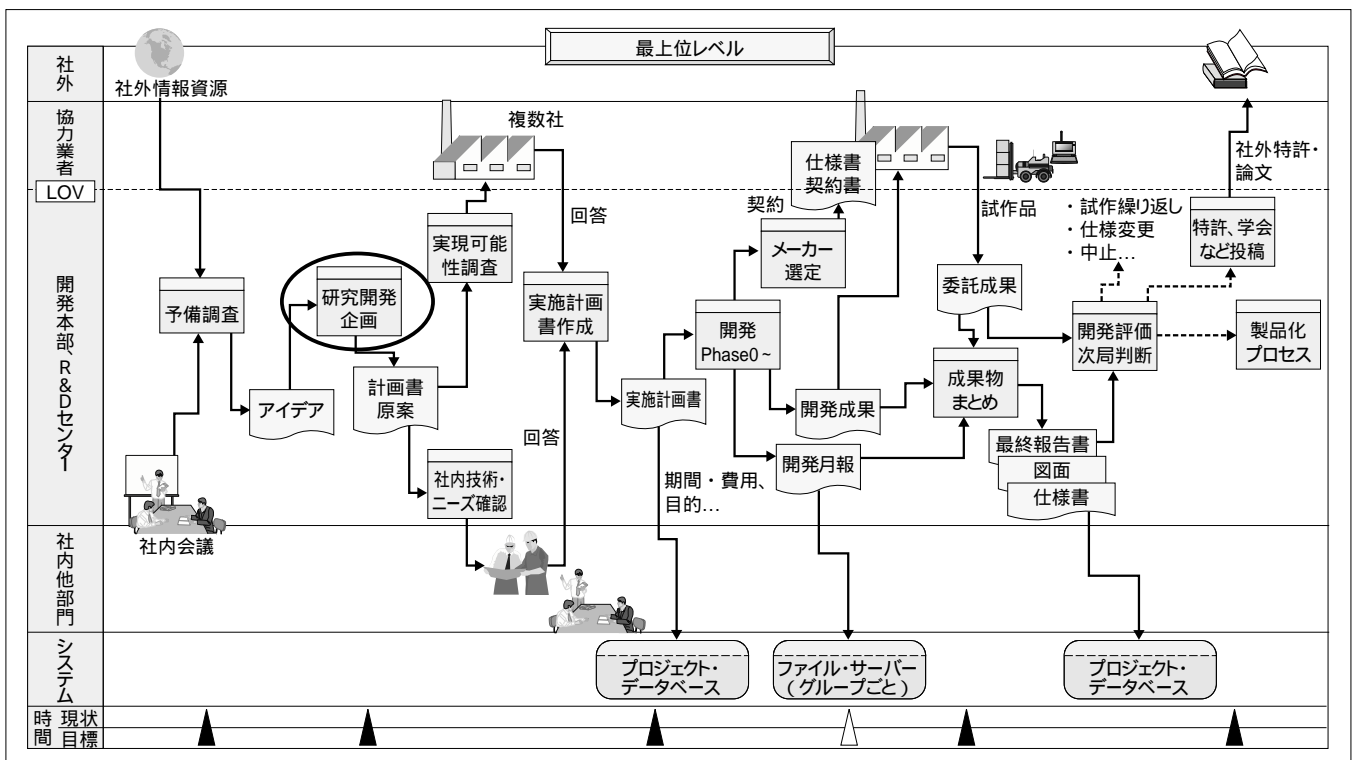 最上位レベル
社外
社外情報資源
協力業者
複数社
仕様書
契約書
社外特許・
論文
LOV
開発本部、R&Dセンター
回答
契約
試作品
・試作繰り返し
・仕様変更
・中止…
特許、学会
など投稿
実現可能
性調査
メーカー
選定
研究開発
企画
予備調査
実施計画
書作成
開発
Phase0~
委託成果
開発評価
次局判断
製品化
プロセス
アイデア
計画書
原案
実施計画書
開発成果
成果物
まとめ
回答
社内技術・
ニーズ確認
期間・費用、
目的…
開発月報
最終報告書
図面
仕様書
社内会議
社内他部門
システム
プロジェクト・
データベース
ファイル・サーバー
(グループごと)
プロジェクト・
データベース
時間
現状
目標